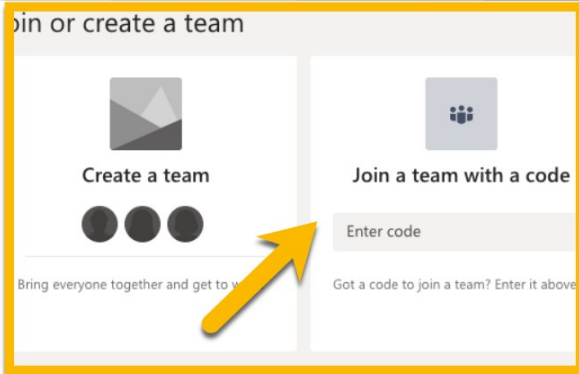 oin or create a team
Create a team
Join a team with a code
Enter code
Bring everyone together and get to
Got a code to join a team? Enter it above